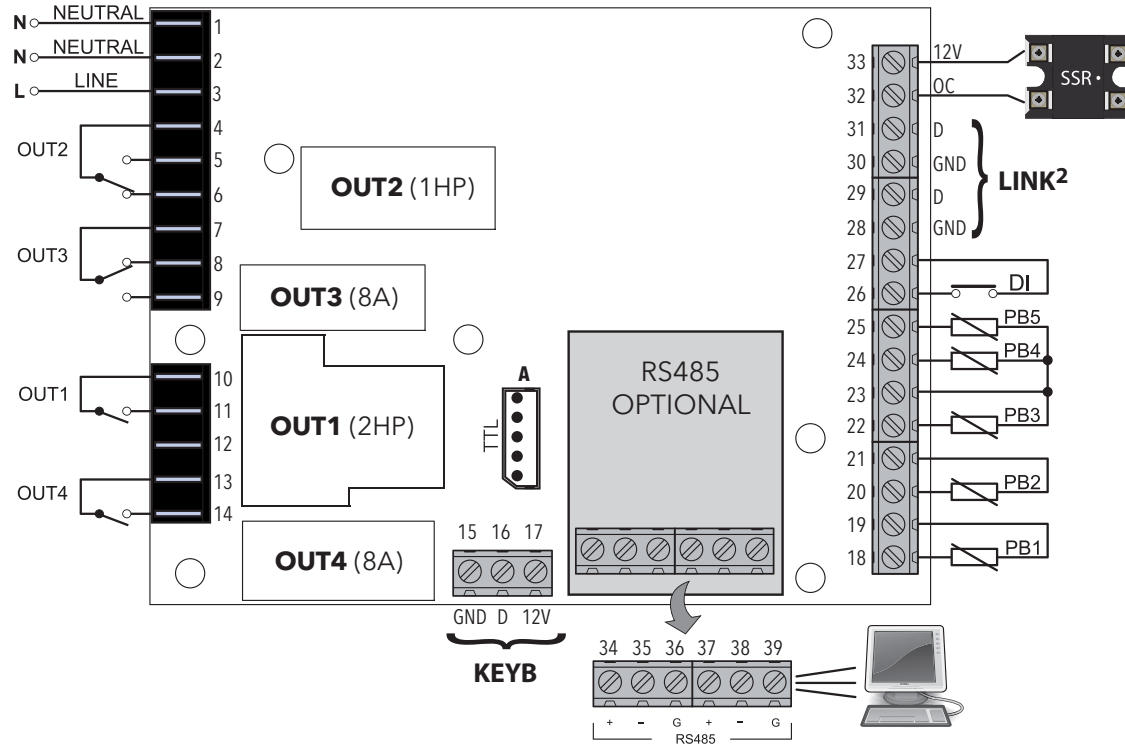 N NEUTRAL 1
N NEUTRAL 2
L LINE 3
4
OUT2 5
6
7
OUT3 8
9
10
OUT1 11
12
13
OUT4 14
OUT2 (1HP)
OUT3 (8A)
OUT1 (2HP)
OUT4 (8A)
A
TTL
RS485
OPTIONAL
15 16 17
GND D 12V
KEYB
33 12V
32 OC
SSR
31 D
30 GND
29 D
28 GND
LINK²
27
26 DI
25 PB5
24 PB4
23
22 PB3
21
20 PB2
19
18 PB1
34 35 36 37 38 39
+ - G + - G
RS485